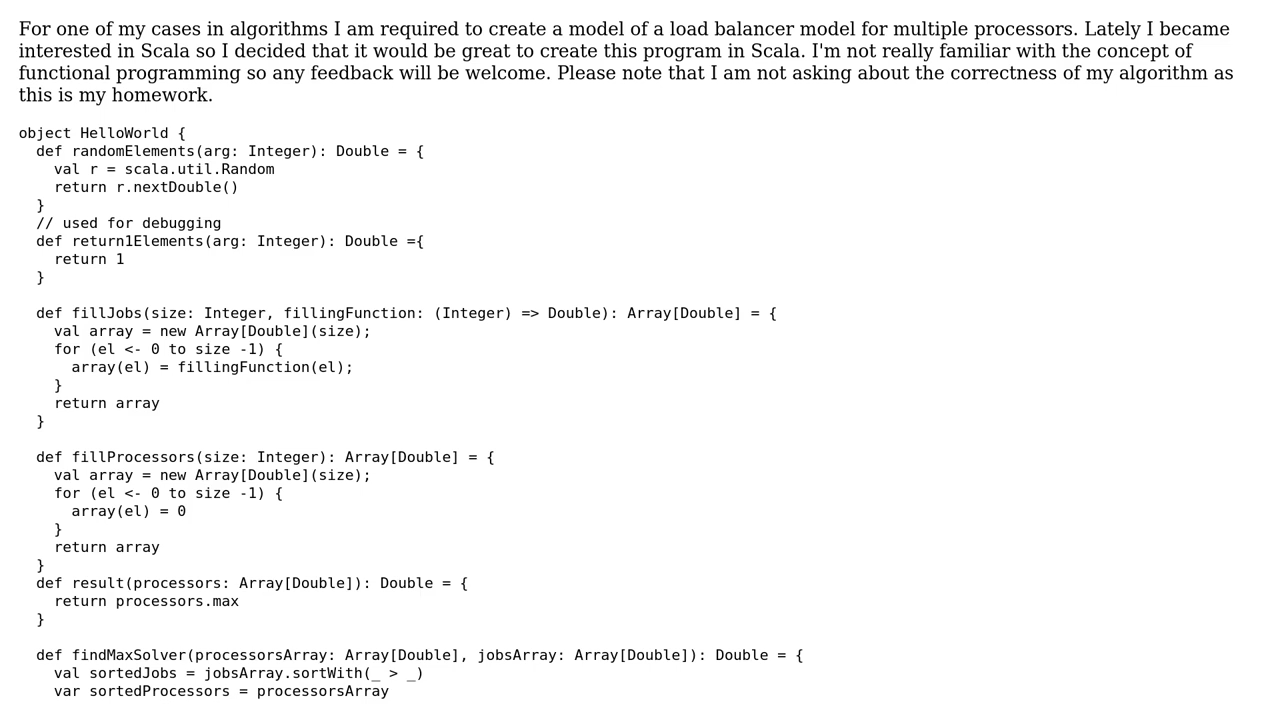 For one of my cases in algorithms I am required to create a model of a load balancer model for multiple processors. Lately I became
interested in Scala so I decided that it would be great to create this program in Scala. I'm not really familiar with the concept of
functional programming so any feedback will be welcome. Please note that I am not asking about the correctness of my algorithm as
this is my homework.
object HelloWorld {
  def randomElements(arg: Integer): Double = {
    val r = scala.util.Random
    return r.nextDouble()
  }
  // used for debugging
  def return1Elements(arg: Integer): Double ={
    return 1
  }

  def fillJobs(size: Integer, fillingFunction: (Integer) => Double): Array[Double] = {
    val array = new Array[Double](size);
    for (el <- 0 to size -1) {
      array(el) = fillingFunction(el);
    }
    return array
  }

  def fillProcessors(size: Integer): Array[Double] = {
    val array = new Array[Double](size);
    for (el <- 0 to size -1) {
      array(el) = 0
    }
    return array
  }
  def result(processors: Array[Double]): Double = {
    return processors.max
  }

  def findMaxSolver(processorsArray: Array[Double], jobsArray: Array[Double]): Double = {
    val sortedJobs = jobsArray.sortWith(_ > _)
    var sortedProcessors = processorsArray